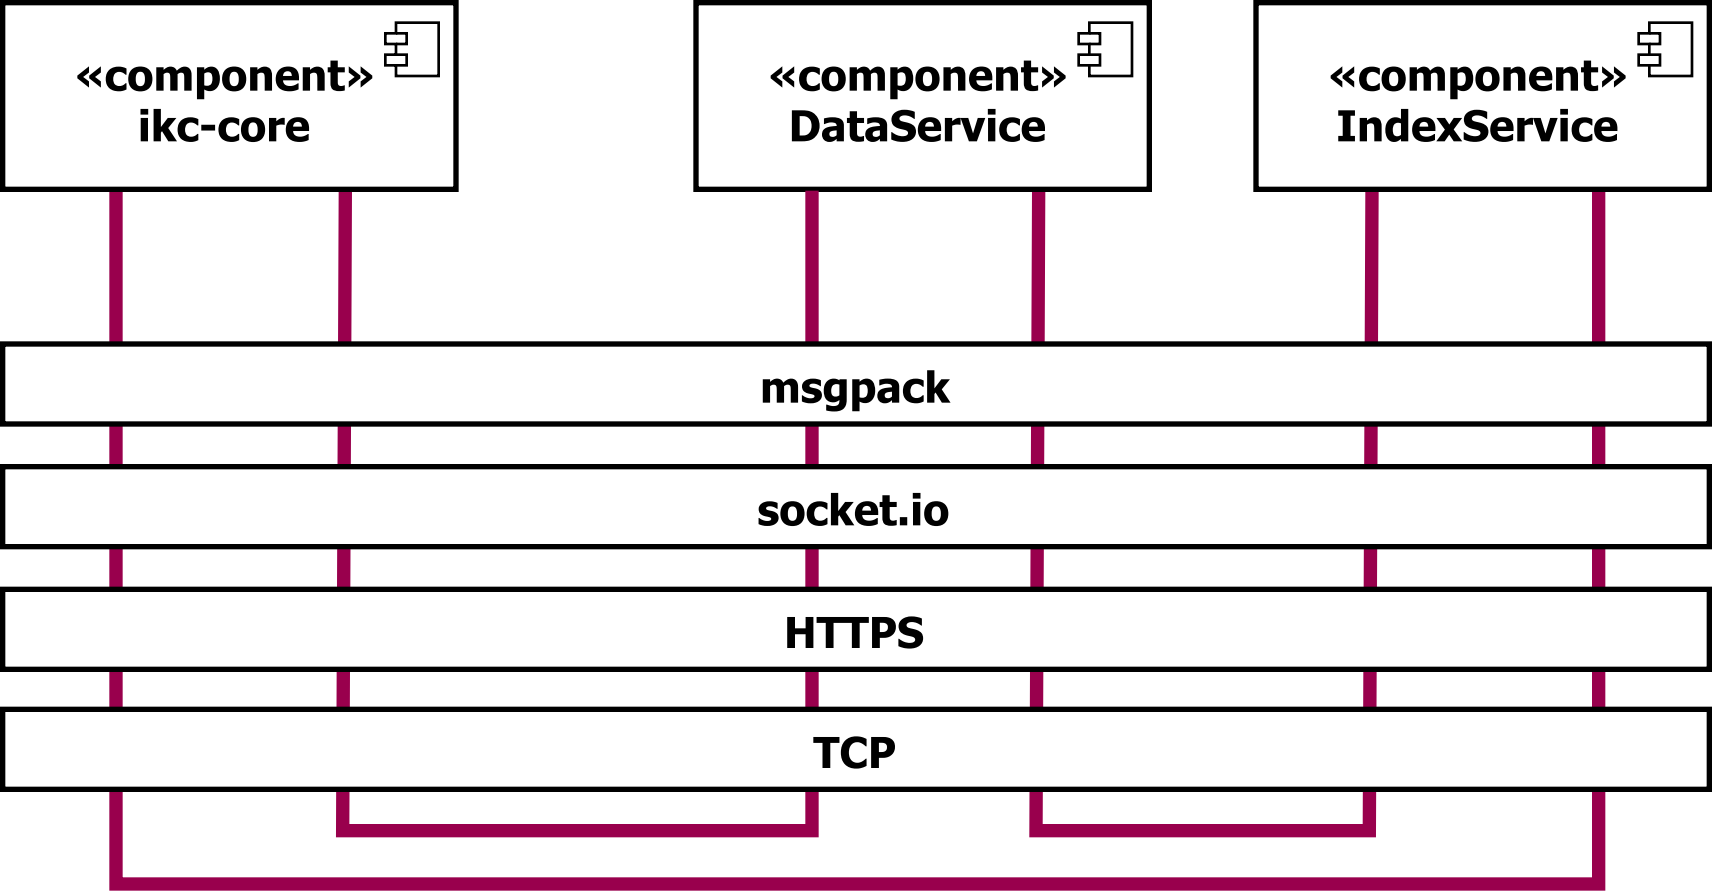 «component»
ikc-core
«component»
DataService
«component»
IndexService
msgpack
socket.io
HTTPS
TCP